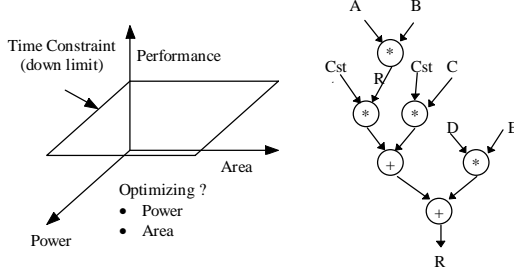 Time Constraint
(down limit)
Performance
Area
Optimizing ?
• Power
• Area
Power
A B
*
Cst Cst C
R
* *
D E
+ *
+
R